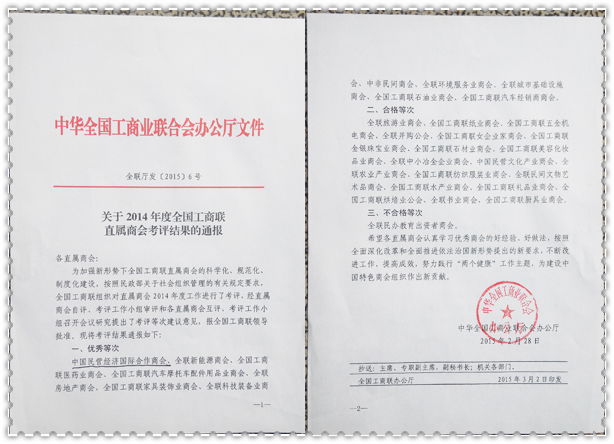 中华全国工商业联合会办公厅文件
全联厅发〔2015〕6号
关于2014年度全国工商联
直属商会考评结果的通报
各直属商会:
为加强新形势下全国工商联直属商会的科学化、规范化、
制度化建设,按照民政部关于社会组织管理的有关规定要求,
全国工商联组织对直属商会2014年度工作进行了考评,经直属
商会自评、考评工作小组审评和各直属商会互评、考评工作小
组召开会议研究提出了考评等次建议意见,报全国工商联领导
批准。现将考评结果通报如下:
一、优秀等次
中国民营经济国际合作商会、全联新能源商会、全国工商
联医药业商会、全国工商联汽车摩托车配件用品业商会、全联
房地产商会、全国工商联家具装饰业商会、全联科技装备业商
—1—
会、中非民间商会、全联环境服务业商会、全联城市基础设施
商会、全国工商联石油业商会、全国工商联汽车经销商商会。
二、合格等次
全联旅游业商会、全国工商联纸业商会、全国工商联五金机
电商会、全联并购公会、全国工商联女企业家商会、全国工商联
金银珠宝业商会、全国工商联石材业商会、全国工商联美容化妆
品业商会、全联中小冶金企业商会、中国民营文化产业商会、全
联农业产业商会、全国工商联纺织服装业商会、全联民间文物艺
术品商会、全国工商联水产业商会、全国工商联礼品业商会、全
国工商联烘焙业公会、全联书业商会、全国工商联厨具业商会。
三、不合格等次
全联民办教育出资者商会。
希望各直属商会认真学习优秀商会的好经验、好做法,按照
全面深化改革和全面推进依法治国新形势提出的新要求,不断改
进工作、提高成效,努力践行“两个健康”工作主题,为建设中
国特色商会组织作出新贡献。
中华全国工商业联合会办公厅
2015年2月28日
抄送:主席、专职副主席、副秘书长;机关各部门。
全国工商联办公厅 2015年3月2日印发
—2—